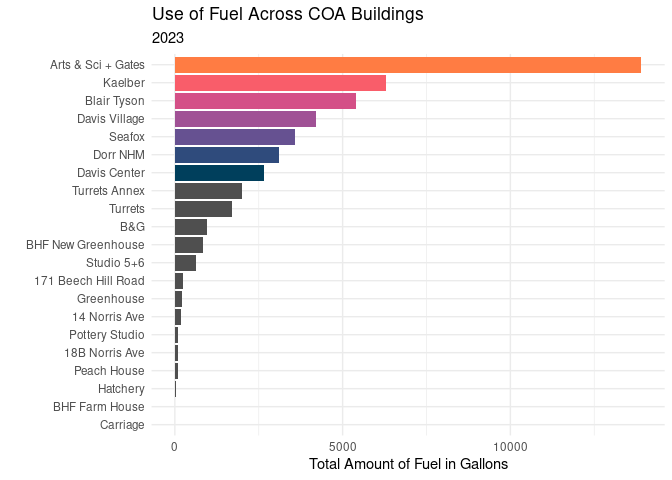 Use of Fuel Across COA Buildings
2023
Arts & Sci + Gates
Kaelber
Blair Tyson
Davis Village
Seafox
Dorr NHM
Davis Center
Turrets Annex
Turrets
B&G
BHF New Greenhouse
Studio 5+6
171 Beech Hill Road
Greenhouse
14 Norris Ave
Pottery Studio
18B Norris Ave
Peach House
Hatchery
BHF Farm House
Carriage
0 5000 10000
Total Amount of Fuel in Gallons